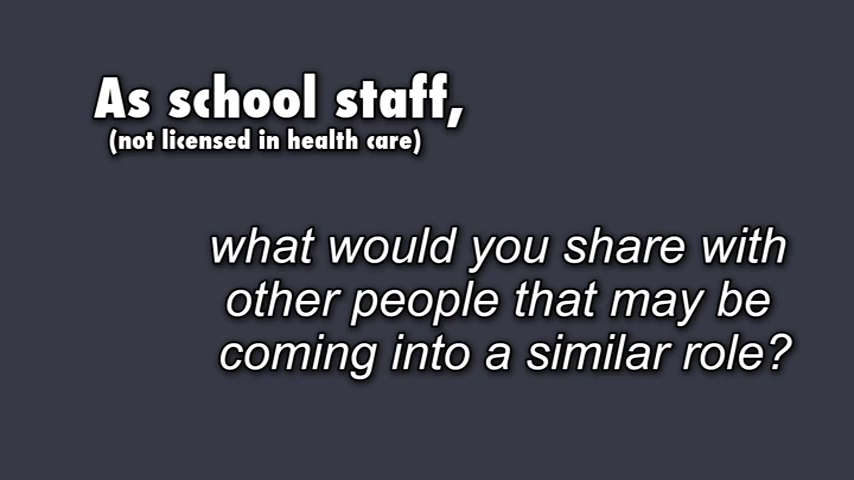 As school staff,
(not licensed in health care)
what would you share with
other people that may be
coming into a similar role?